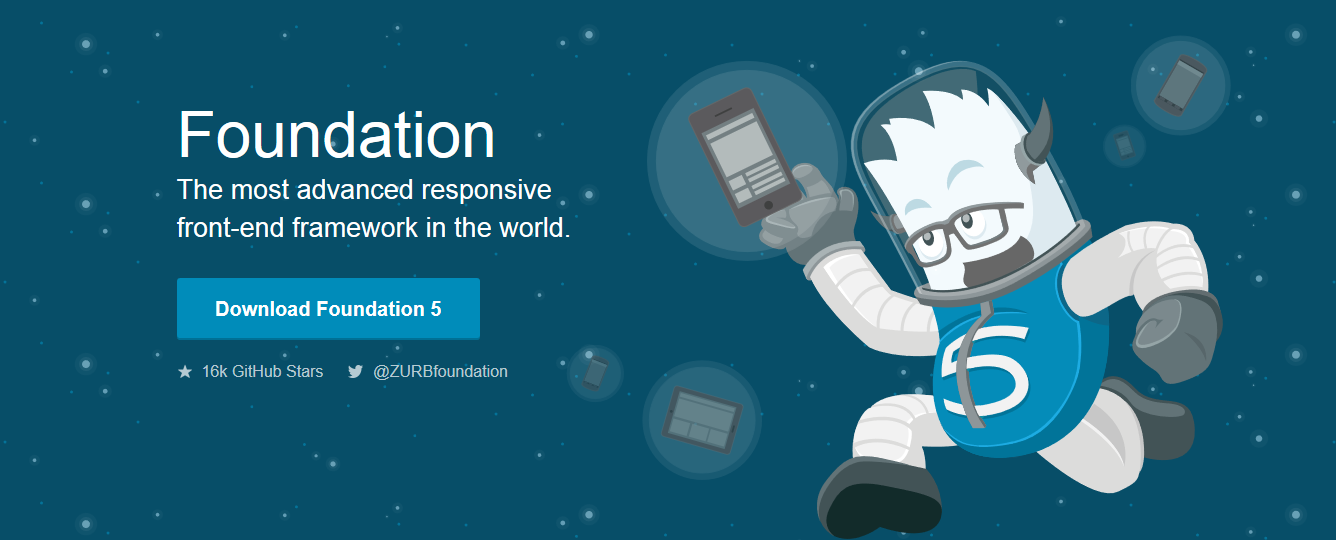 Foundation
The most advanced responsive
front-end framework in the world.
Download Foundation 5
16k GitHub Stars @ZURBfoundation
5